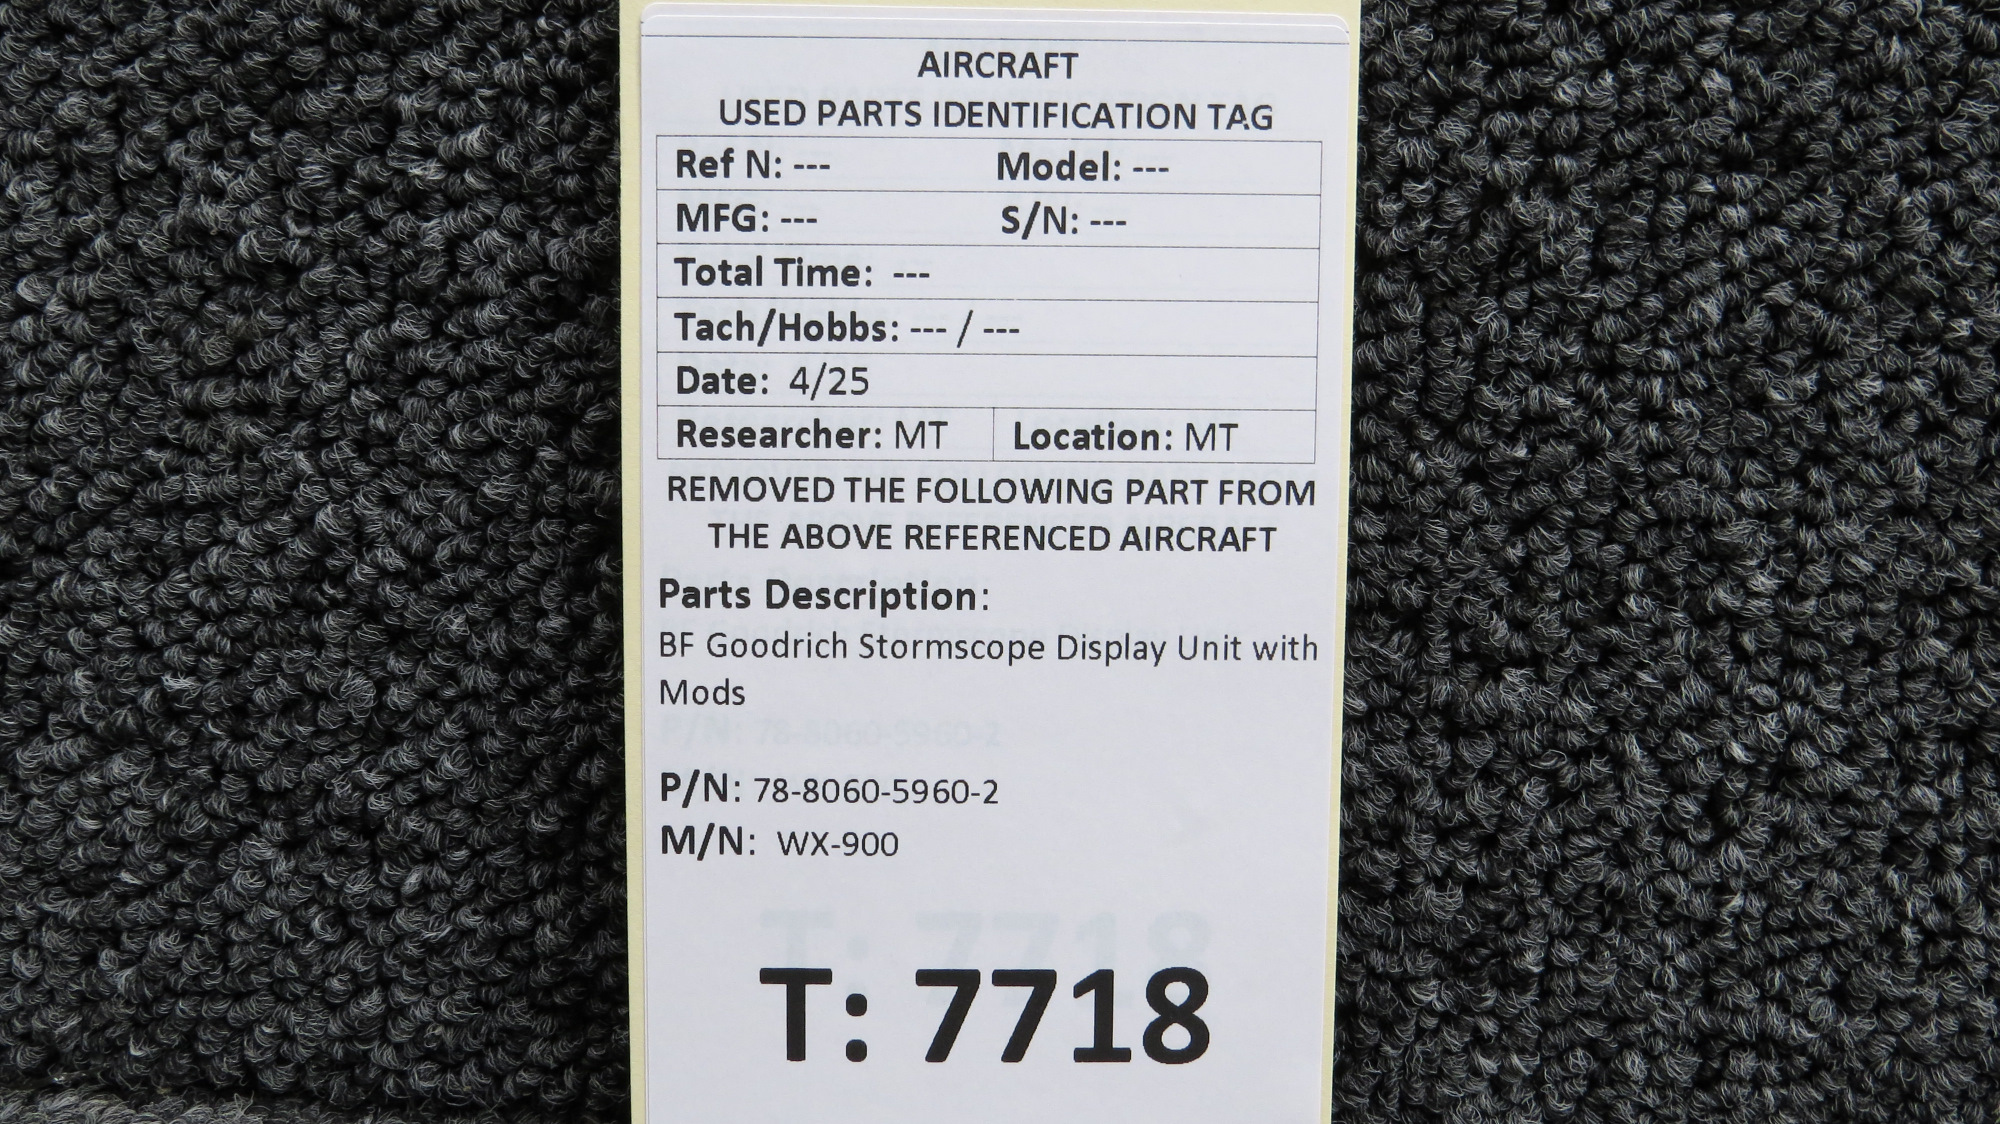 AIRCRAFT
USED PARTS IDENTIFICATION TAG
Ref N: --- Model: ---
MFG: --- S/N: ---
Total Time: ---
Tach/Hobbs: --- / ---
Date: 4/25
Researcher: MT Location: MT
REMOVED THE FOLLOWING PART FROM
THE ABOVE REFERENCED AIRCRAFT
Parts Description:
BF Goodrich Stormscope Display Unit with
Mods
P/N: 78-8060-5960-2
M/N: WX-900
T: 7718